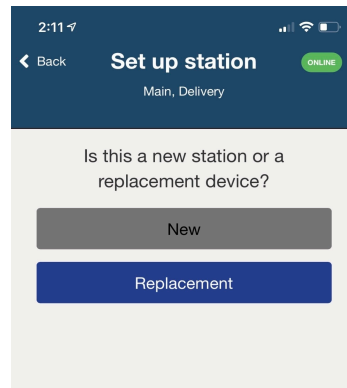 2:11
Back
Set up station
ONLINE
Main, Delivery
Is this a new station or a
replacement device?
New
Replacement